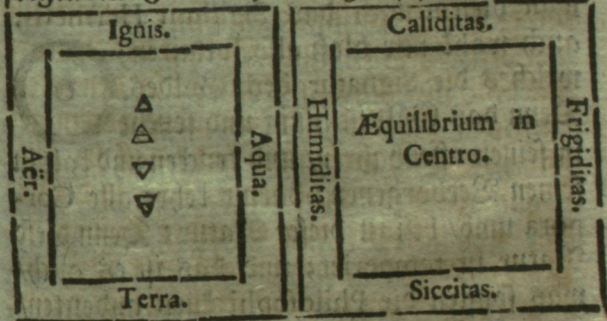 Ignis.
Aër.
Aqua.
Terra.
Caliditas.
Humiditas.
Æquilibrium in
Centro.
Frigiditas.
Siccitas.